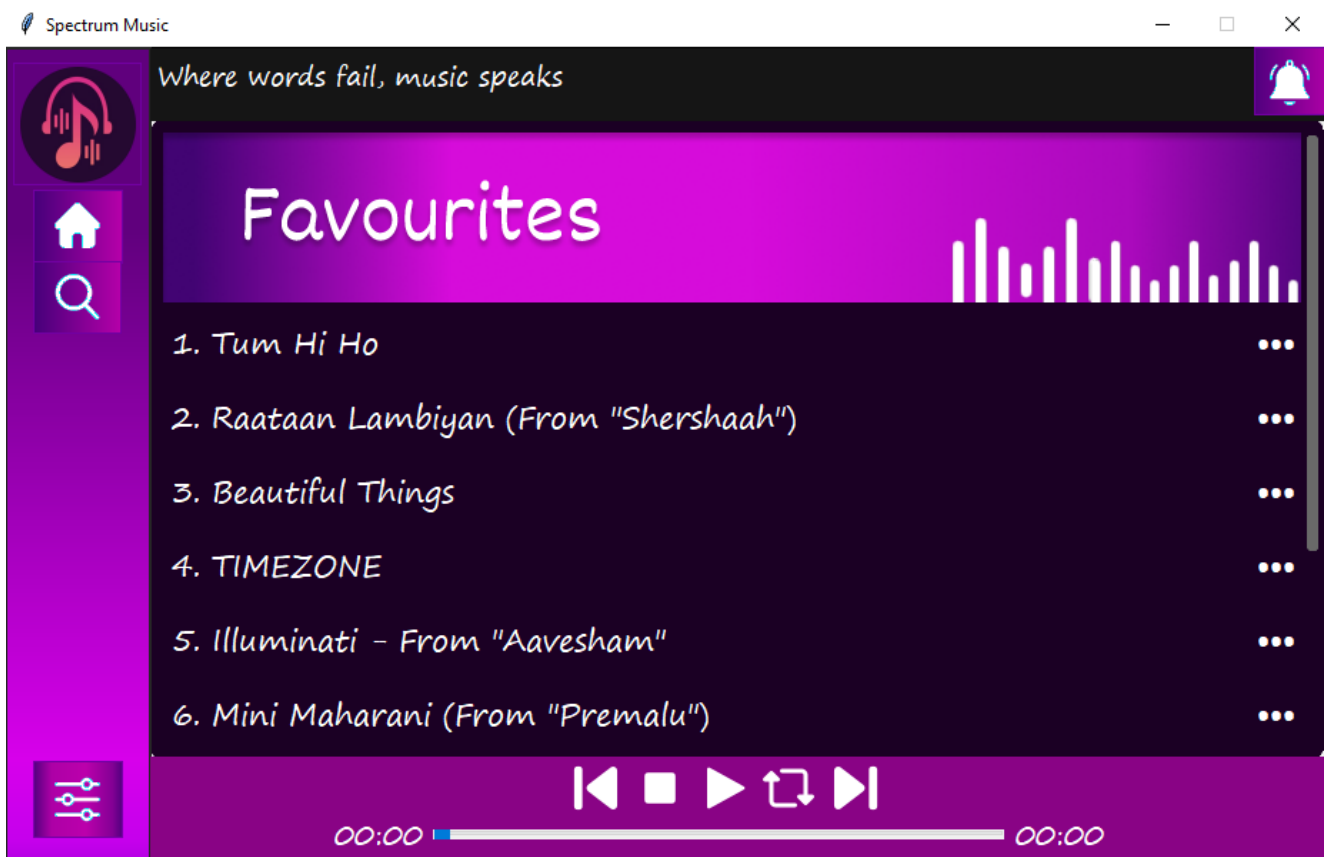 Spectrum Music
Where words fail, music speaks
Favourites
1. Tum Hi Ho
2. Raataan Lambiyan (From "Shershaah")
3. Beautiful Things
4. TIMEZONE
5. Illuminati - From "Aavesham"
6. Mini Maharani (From "Premalu")
00:00 00:00